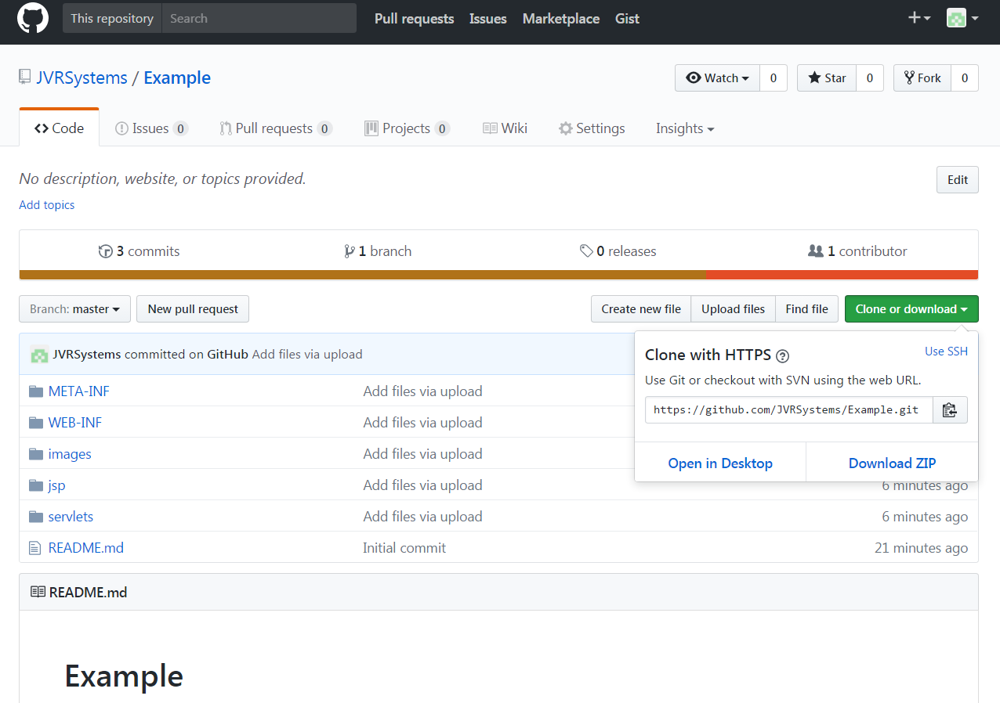 This repository Search Pull requests Issues Marketplace Gist
JVRSystems / Example Watch 0 Star 0 Fork 0
Code Issues 0 Pull requests 0 Projects 0 Wiki Settings Insights
No description, website, or topics provided. Edit
Add topics
3 commits 1 branch 0 releases 1 contributor
Branch: master New pull request Create new file Upload files Find file Clone or download
JVRSystems committed on GitHub Add files via upload
Clone with HTTPS ? Use SSH
Use Git or checkout with SVN using the web URL.
https://github.com/JVRSystems/Example.git
Open in Desktop Download ZIP
META-INF Add files via upload
WEB-INF Add files via upload
images Add files via upload
jsp Add files via upload 6 minutes ago
servlets Add files via upload 6 minutes ago
README.md Initial commit 21 minutes ago
README.md
Example